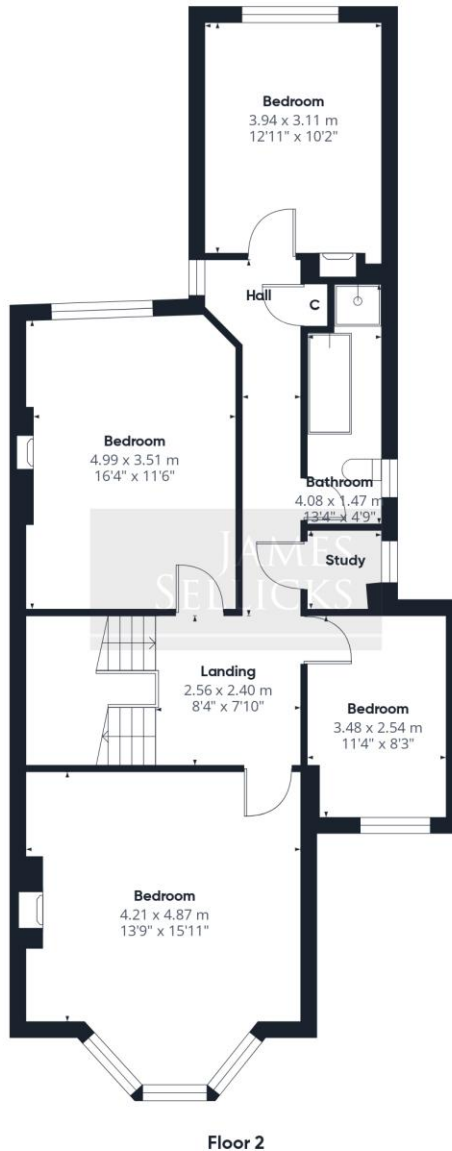 Bedroom
3.94 x 3.11 m
12'11" x 10'2"
Hall
C
Bedroom
4.99 x 3.51 m
16'4" x 11'6"
Bathroom
4.08 x 1.47 m
13'4" x 4'9"
JAMES
SELLICKS
Study
Landing
2.56 x 2.40 m
8'4" x 7'10"
Bedroom
3.48 x 2.54 m
11'4" x 8'3"
Bedroom
4.21 x 4.87 m
13'9" x 15'11"
Floor 2